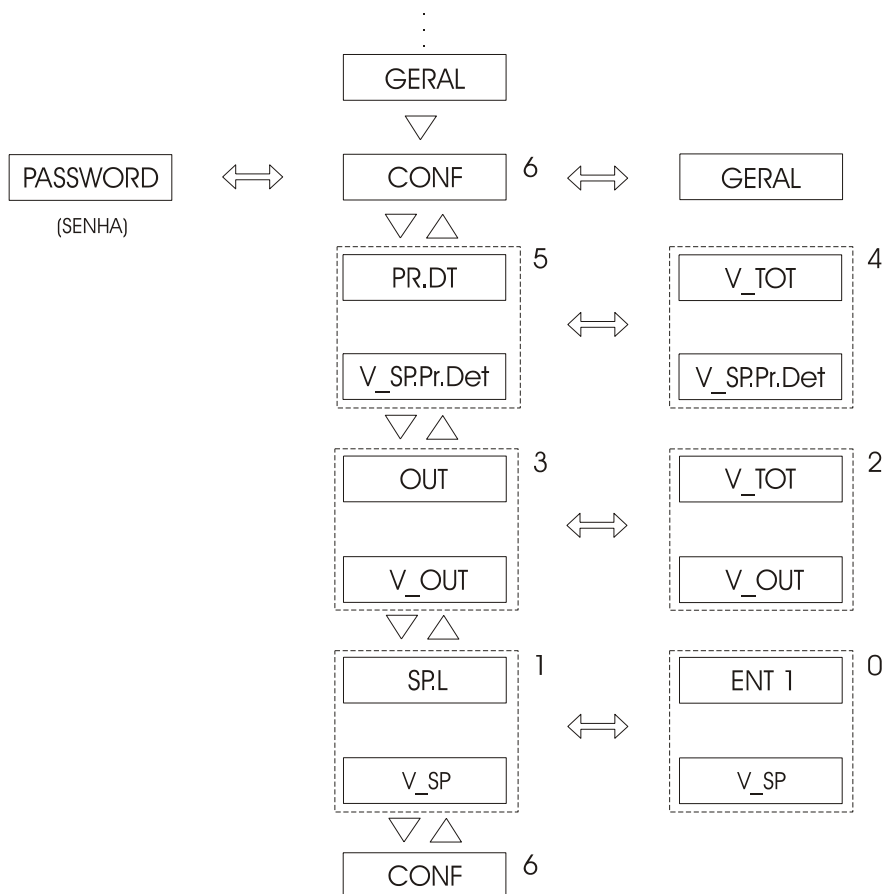 GERAL
PASSWORD
(SENHA)
CONF
6
GERAL
PR.DT
V_SP.Pr.Det
5
V_TOT
V_SP.Pr.Det
4
OUT
V_OUT
3
V_TOT
V_OUT
2
SP.L
V_SP
1
ENT 1
V_SP
0
CONF
6